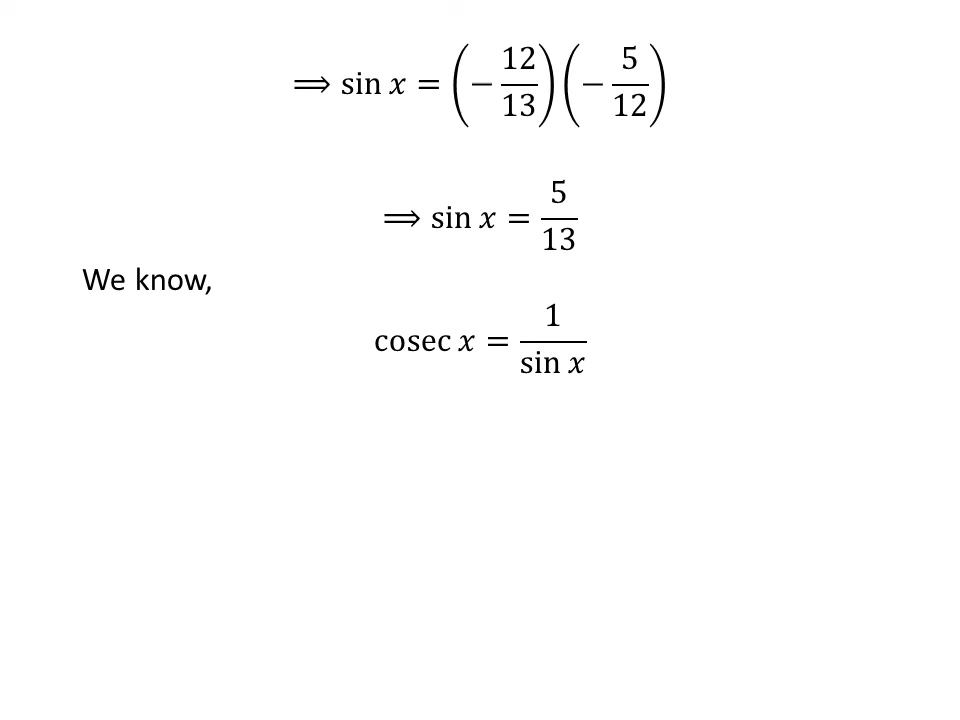 ⟹ sin 𝑥 = (−12/13)(−5/12)
⟹ sin 𝑥 = 5/13
We know,
cosec 𝑥 = 1/sin 𝑥